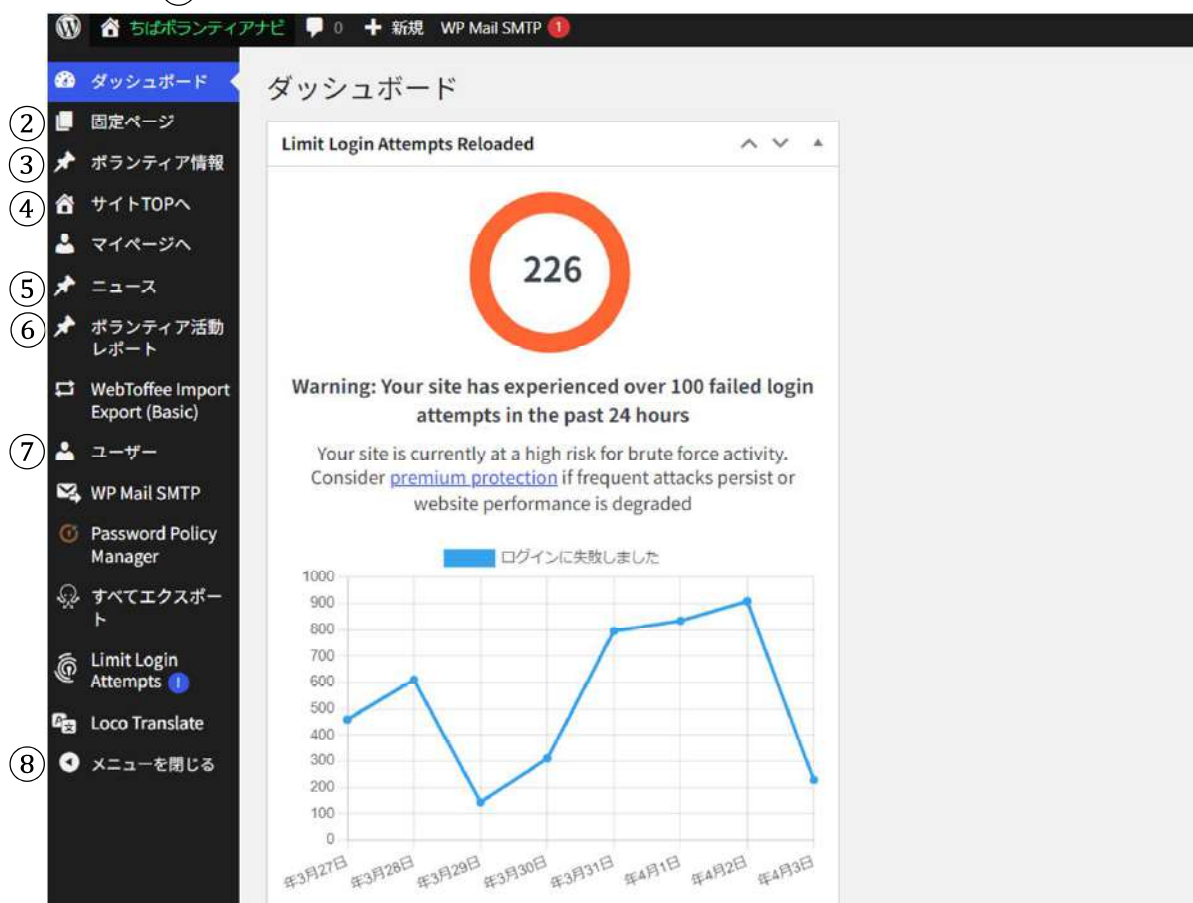 ちばボランティアナビ 0 新規 WP Mail SMTP 1
ダッシュボード
② 固定ページ
③ ボランティア情報
④ サイトTOPへ
マイページへ
⑤ ニュース
⑥ ボランティア活動
レポート
WebToffee Import
Export (Basic)
⑦ ユーザー
WP Mail SMTP
Password Policy
Manager
すべてエクスポー
ト
Limit Login
Attempts
Loco Translate
⑧ メニューを閉じる
ダッシュボード
Limit Login Attempts Reloaded
226
Warning: Your site has experienced over 100 failed login
attempts in the past 24 hours
Your site is currently at a high risk for brute force activity.
Consider premium protection if frequent attacks persist or
website performance is degraded
ログインに失敗しました
1000
900
800
700
600
500
400
300
200
100
0
年3月27日 年3月28日 年3月29日 年3月30日 年3月31日 年4月1日 年4月2日 年4月3日